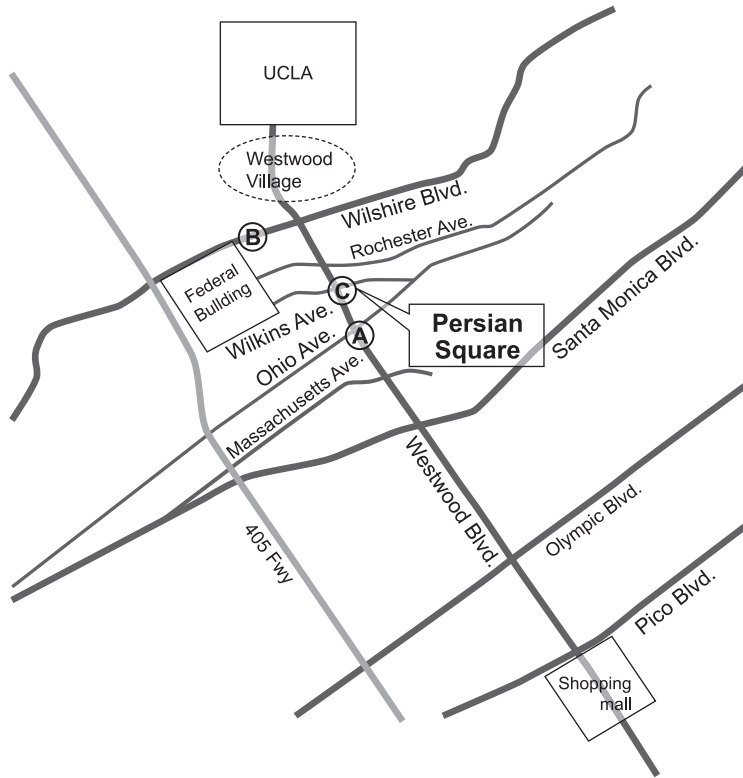 UCLA
Westwood
Village
Wilshire Blvd.
B
Rochester Ave.
Federal
Building
C
Wilkins Ave.
Persian
Square
A
Ohio Ave.
Santa Monica Blvd.
Massachusetts Ave.
Westwood Blvd.
405 Fwy
Olympic Blvd.
Pico Blvd.
Shopping
mall